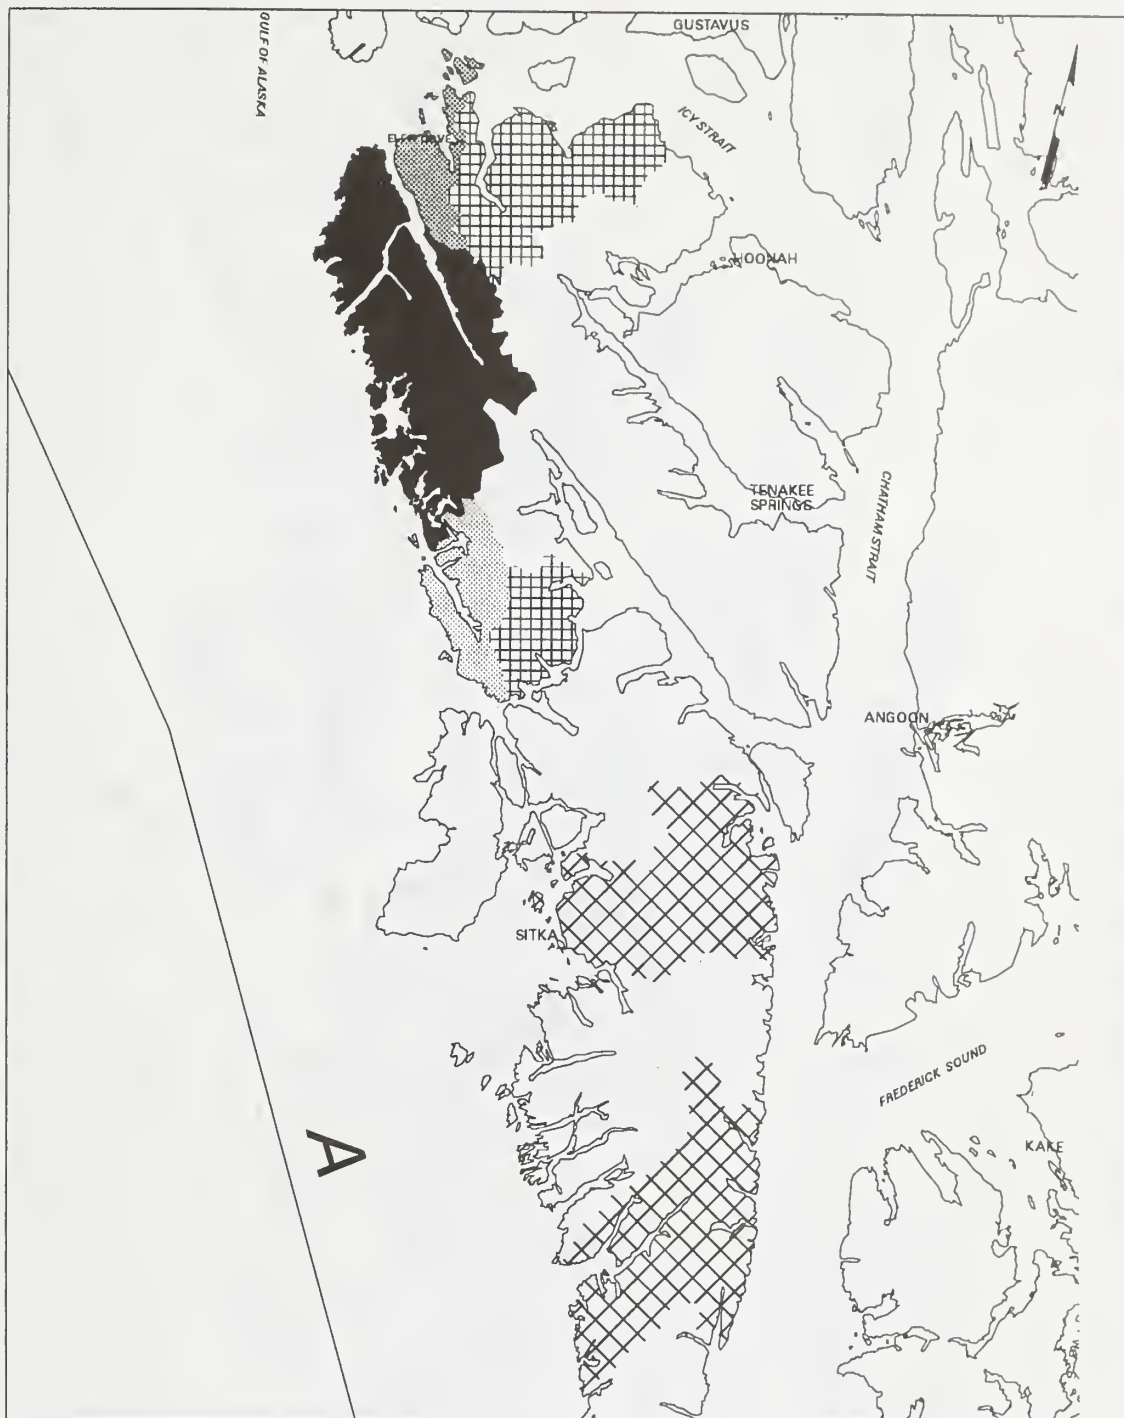 GUSTAVUS
GULF OF ALASKA
ICY STRAIT
N
HOONAH
TENAKEE
SPRINGS
CHATHAM STRAIT
ANGOON
SITKA
FREDERICK SOUND
KAKE
A